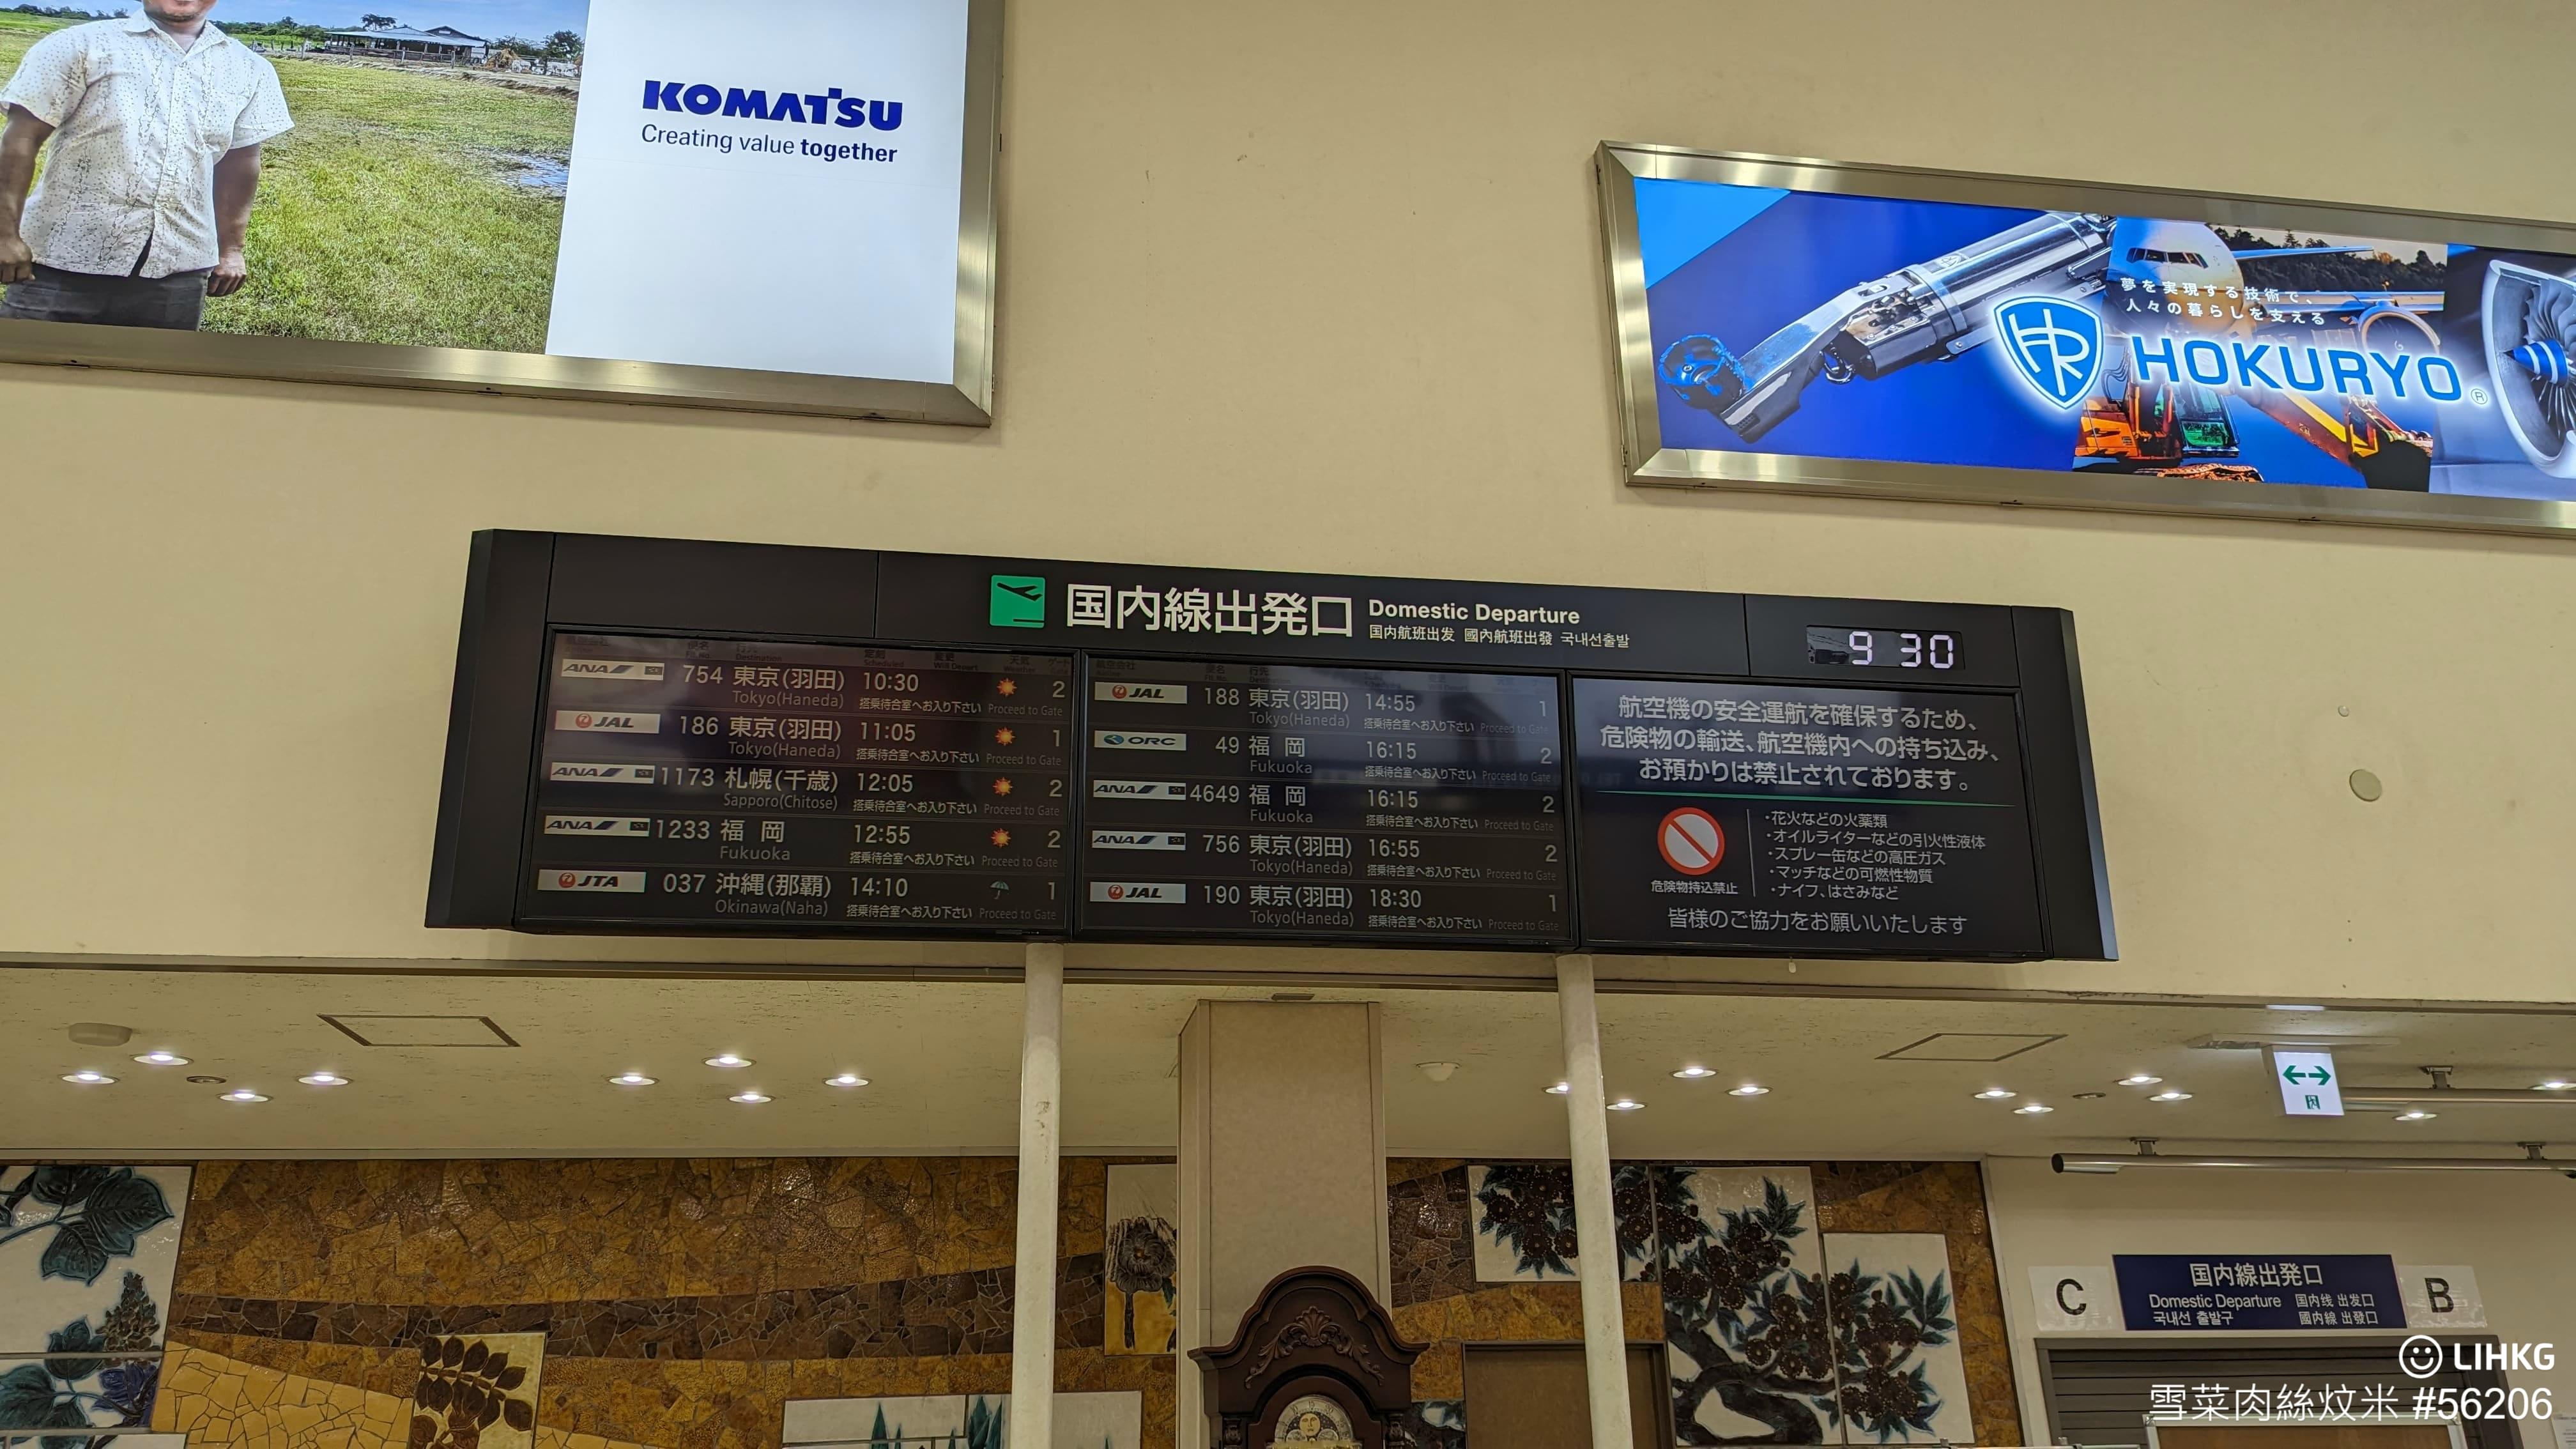 KOMATSU
Creating value together
夢を実現する技術で、
人々の暮らしを支える
HR
HOKURYO ®
国内線出発口 Domestic Departure
国内航班出发 國內航班出發 국내선출발
9 30
定刻 変更 天気 ゲート
Scheduled
ANA 754 東京(羽田) 10:30 2
Tokyo(Haneda) 搭乗待合室へお入り下さい Proceed to Gate
JAL 186 東京(羽田) 11:05 1
Tokyo(Haneda) 搭乗待合室へお入り下さい Proceed to Gate
ANA 1173 札幌(千歳) 12:05 2
Sapporo(Chitose) 搭乗待合室へお入り下さい Proceed to Gate
ANA 1233 福 岡 12:55 2
Fukuoka 搭乗待合室へお入り下さい Proceed to Gate
JTA 037 沖縄(那覇) 14:10 1
Okinawa(Naha) 搭乗待合室へお入り下さい Proceed to Gate
JAL 188 東京(羽田) 14:55 1
Tokyo(Haneda) 搭乗待合室へお入り下さい Proceed to Gate
ORC 49 福 岡 16:15 2
Fukuoka 搭乗待合室へお入り下さい Proceed to Gate
ANA 4649 福 岡 16:15 2
Fukuoka 搭乗待合室へお入り下さい Proceed to Gate
ANA 756 東京(羽田) 16:55 2
Tokyo(Haneda) 搭乗待合室へお入り下さい Proceed to Gate
JAL 190 東京(羽田) 18:30 1
Tokyo(Haneda) 搭乗待合室へお入り下さい Proceed to Gate
航空機の安全運航を確保するため、
危険物の輸送、航空機内への持ち込み、
お預かりは禁止されております。
・花火などの火薬類
・オイルライターなどの引火性液体
・スプレー缶などの高圧ガス
・マッチなどの可燃性物質
・ナイフ、はさみなど
危険物持込禁止
皆様のご協力をお願いいたします
C
国内線出発口
Domestic Departure 国内线 出发口
국내선 출발구 國內線 出發口
B
LIHKG
雪菜肉絲炆米 #56206